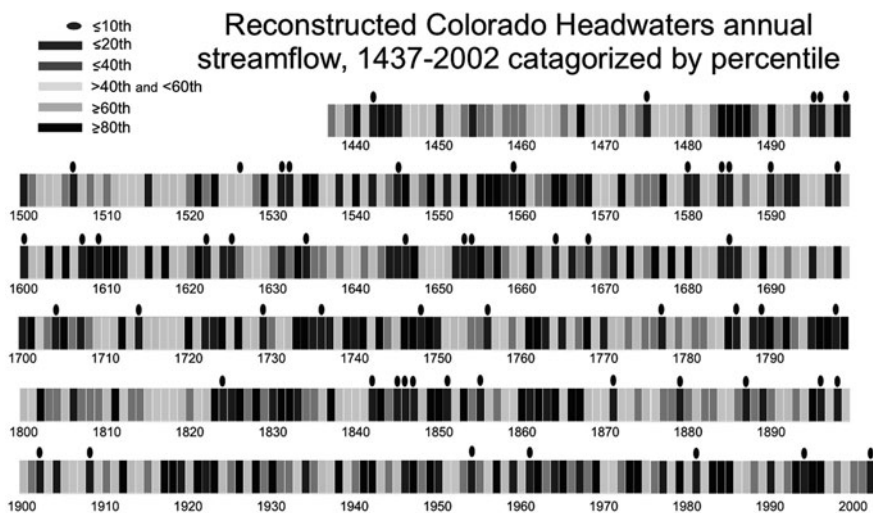 Reconstructed Colorado Headwaters annual
streamflow, 1437-2002 catagorized by percentile
≤10th
≤20th
≤40th
>40th and <60th
≥60th
≥80th
1440 1450 1460 1470 1480 1490
1500 1510 1520 1530 1540 1550 1560 1570 1580 1590
1600 1610 1620 1630 1640 1650 1660 1670 1680 1690
1700 1710 1720 1730 1740 1750 1760 1770 1780 1790
1800 1810 1820 1830 1840 1850 1860 1870 1880 1890
1900 1910 1920 1930 1940 1950 1960 1970 1980 1990 2000